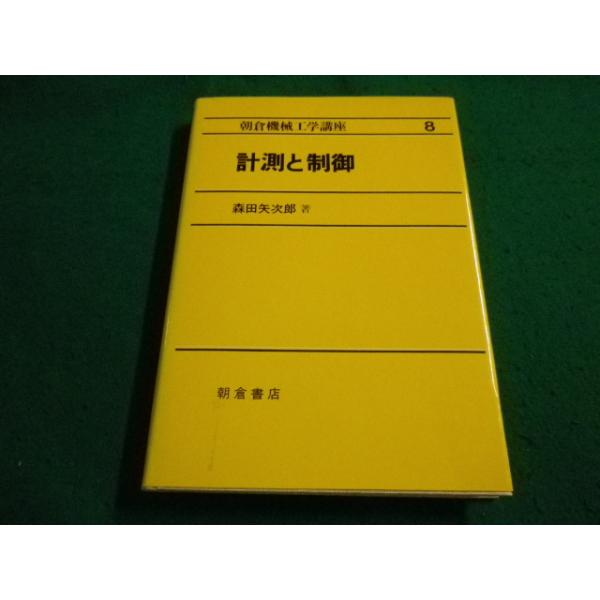 朝倉機械工学講座 8
計測と制御
森田矢次郎 著
朝倉書店